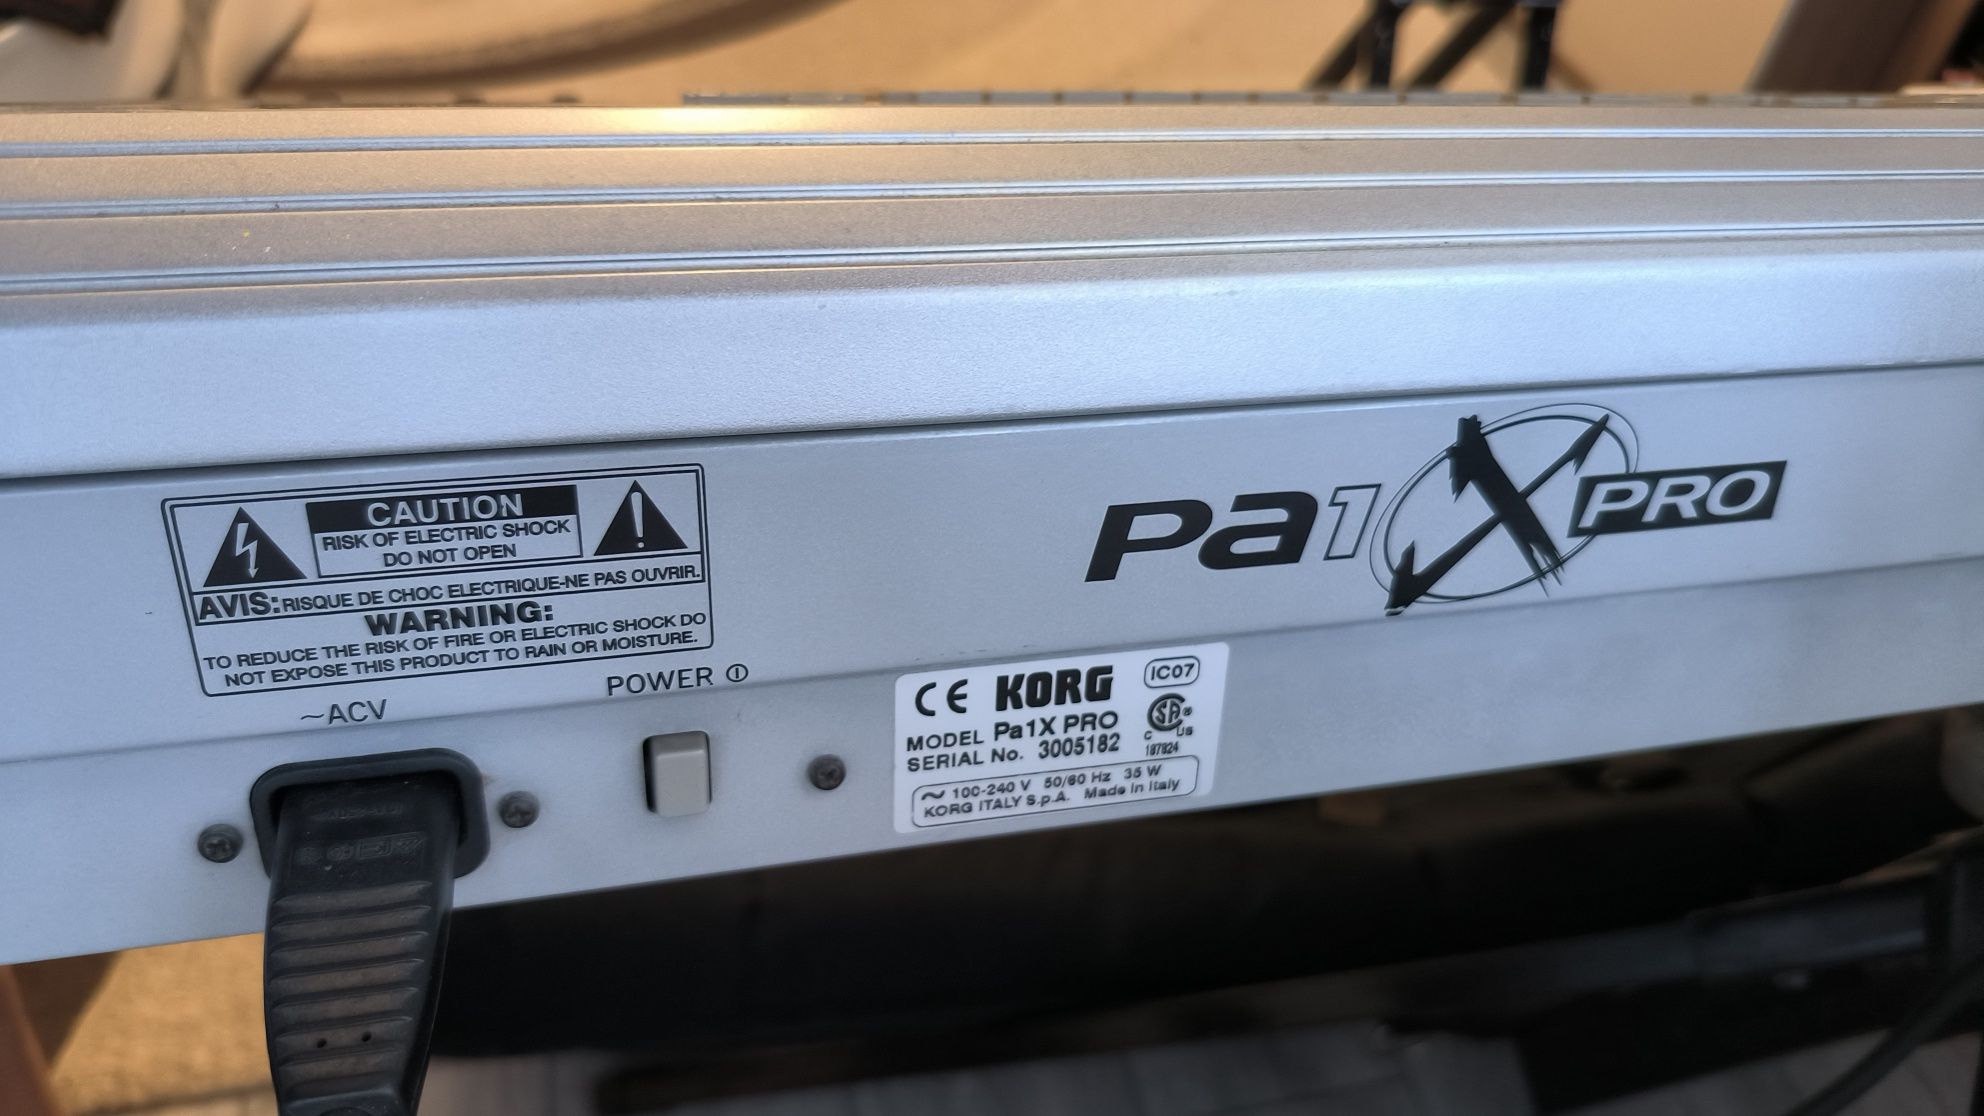 CAUTION
RISK OF ELECTRIC SHOCK
DO NOT OPEN
AVIS: RISQUE DE CHOC ELECTRIQUE-NE PAS OUVRIR.
WARNING:
TO REDUCE THE RISK OF FIRE OR ELECTRIC SHOCK DO
NOT EXPOSE THIS PRODUCT TO RAIN OR MOISTURE.
~ACV
POWER
Pa1X PRO
CE KORG IC07
MODEL Pa1X PRO
SERIAL No. 3005182
SA ®
C US
187824
~ 100-240 V 50/60 Hz 35 W
KORG ITALY S.p.A. Made in Italy